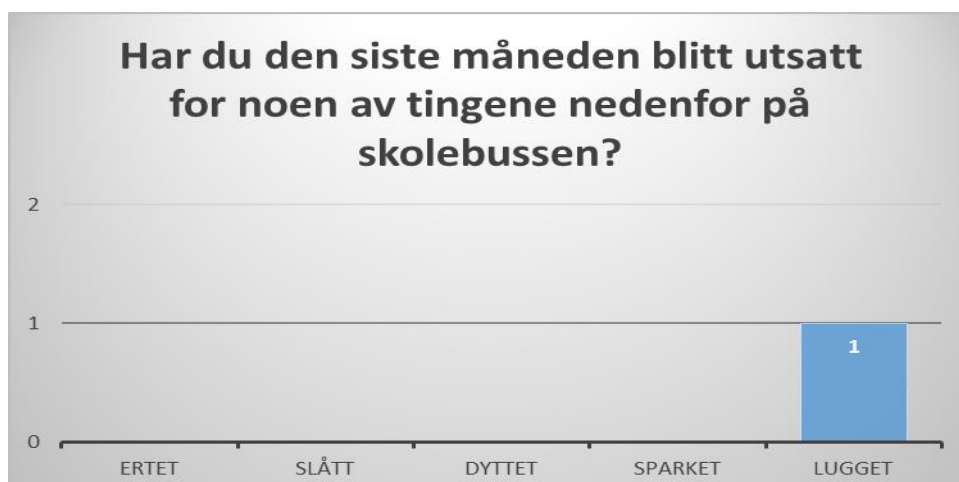 Har du den siste måneden blitt utsatt
for noen av tingene nedenfor på
skolebussen?
2
1
1
0
ERTET SLÅTT DYTTET SPARKET LUGGET